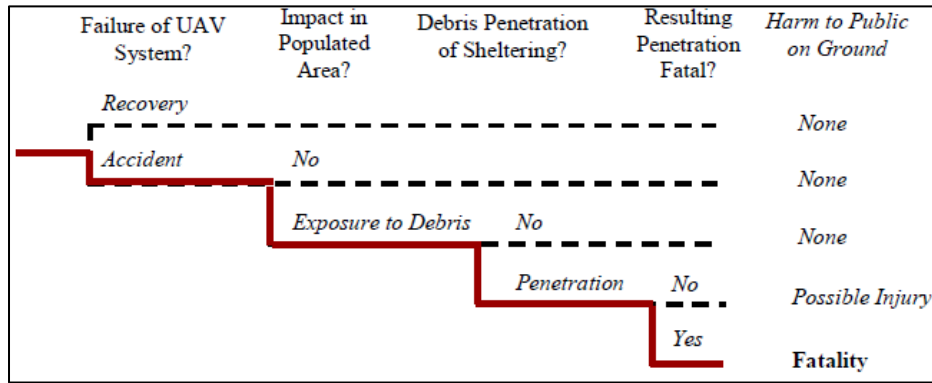 Failure of UAV
System?
Impact in
Populated
Area?
Debris Penetration
of Sheltering?
Resulting
Penetration
Fatal?
Harm to Public
on Ground
Recovery
None
Accident
No
None
Exposure to Debris
No
None
Penetration
No
Possible Injury
Yes
Fatality